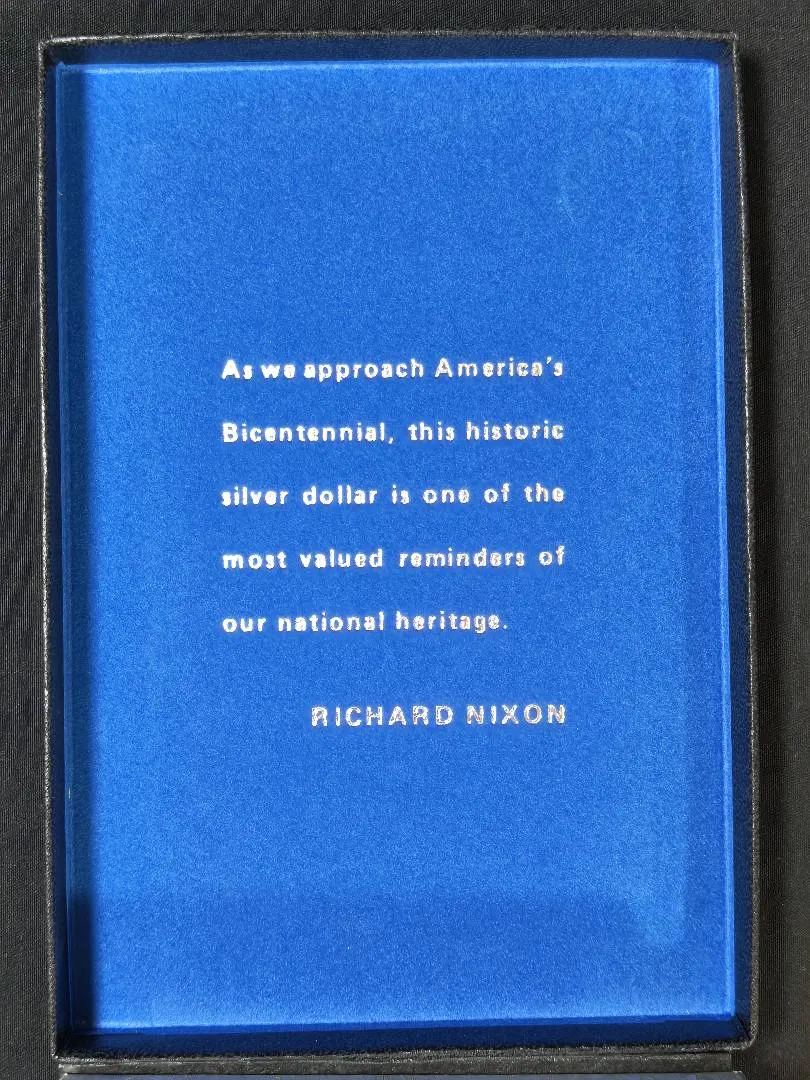 As we approach America's
Bicentennial, this historic
silver dollar is one of the
most valued reminders of
our national heritage.
RICHARD NIXON